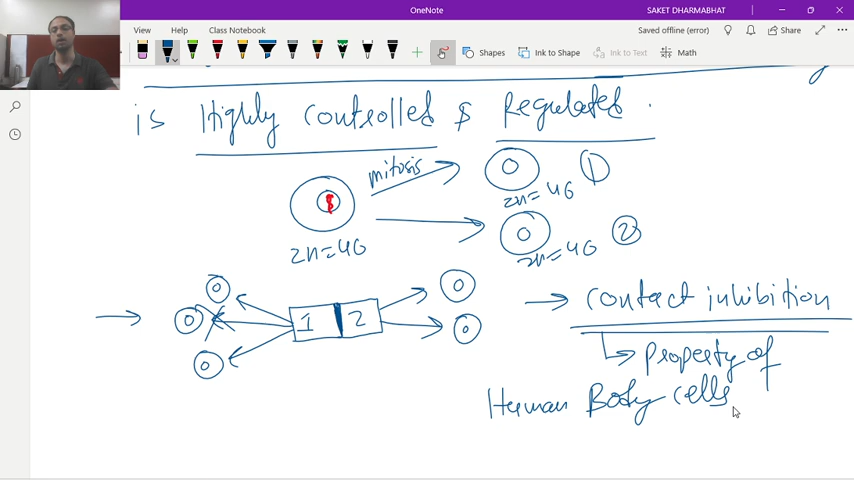 OneNote
SAKET DHARMABHAT
View Help Class Notebook
Saved offline (error)
Share
Shapes
Ink to Shape
Ink to Text
Math
is Highly controlled & Regulated .
mitosis
2n=46
2n=46 1
2n=46 2
1 2
→ contact inhibition
property of
Human Body cells